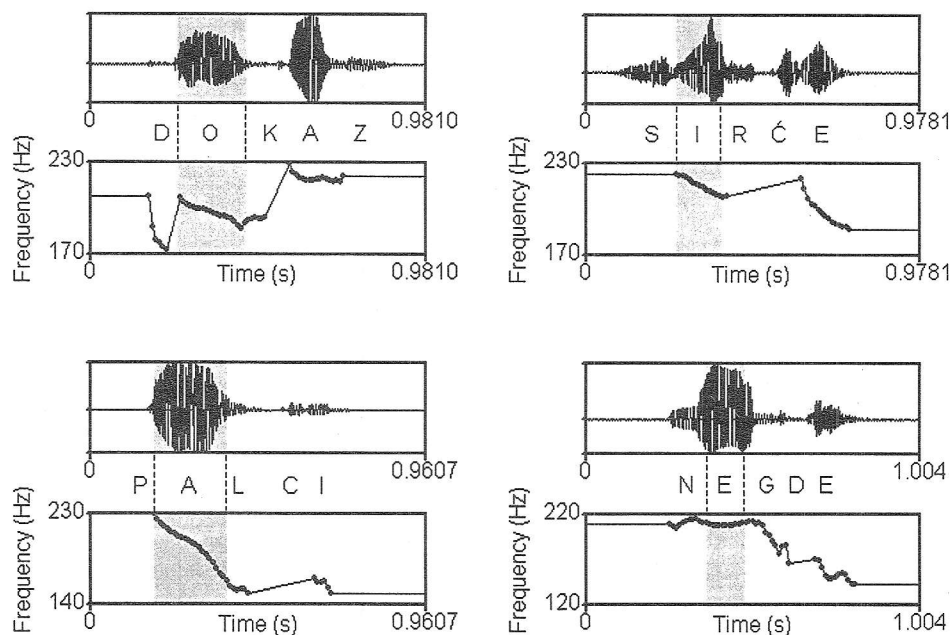 0 0.9810
D O K A Z
Frequency (Hz)
230
170
0 Time (s) 0.9810
0 0.9781
S I R Ć E
Frequency (Hz)
230
170
0 Time (s) 0.9781
0 0.9607
P A L C I
Frequency (Hz)
230
140
0 Time (s) 0.9607
0 1.004
N E G D E
Frequency (Hz)
220
120
0 Time (s) 1.004